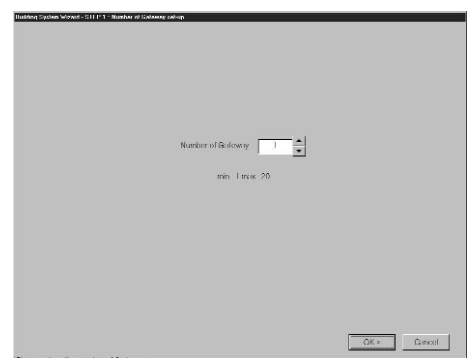 Building System Wizard - STEP 1 - Number of Gateway set-up
Number of Gateway 1
min 1 max 20
OK »
Cancel